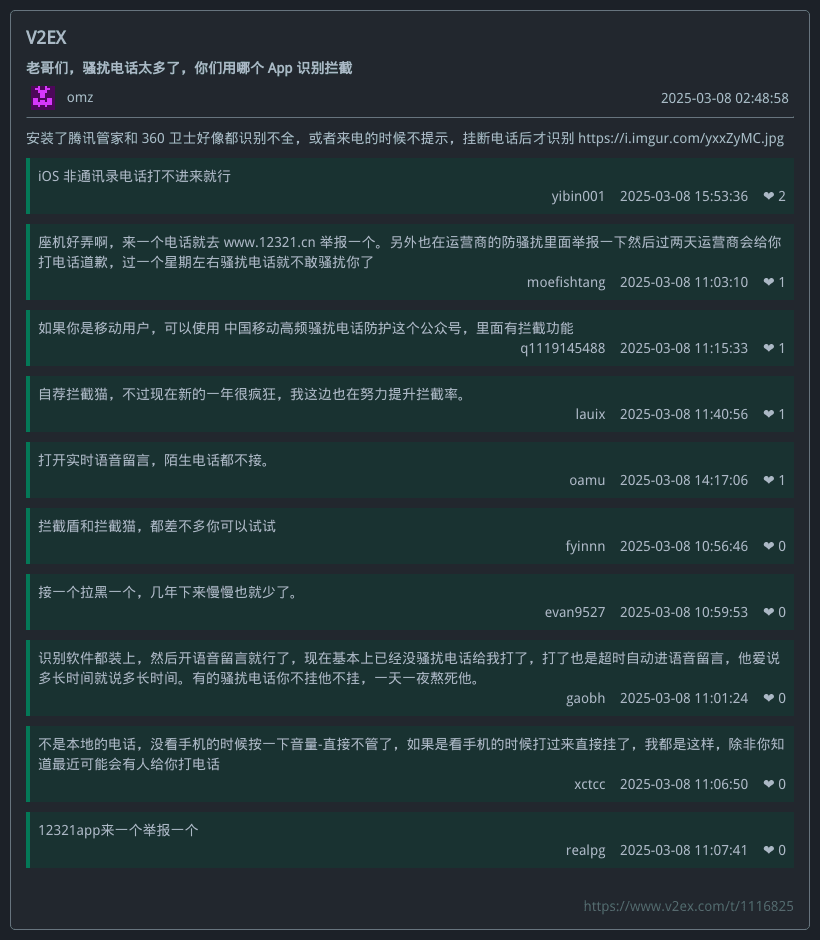 V2EX
老哥们，骚扰电话太多了，你们用哪个 App 识别拦截
omz
2025-03-08 02:48:58
安装了腾讯管家和 360 卫士好像都识别不全，或者来电的时候不提示，挂断电话后才识别 https://i.imgur.com/yxxZyMC.jpg
iOS 非通讯录电话打不进来就行
yibin001 2025-03-08 15:53:36 ❤ 2
座机好弄啊，来一个电话就去 www.12321.cn 举报一个。另外也在运营商的防骚扰里面举报一下然后过两天运营商会给你
打电话道歉，过一个星期左右骚扰电话就不敢骚扰你了
moefishtang 2025-03-08 11:03:10 ❤ 1
如果你是移动用户，可以使用 中国移动高频骚扰电话防护这个公众号，里面有拦截功能
q1119145488 2025-03-08 11:15:33 ❤ 1
自荐拦截猫，不过现在新的一年很疯狂，我这边也在努力提升拦截率。
lauix 2025-03-08 11:40:56 ❤ 1
打开实时语音留言，陌生电话都不接。
oamu 2025-03-08 14:17:06 ❤ 1
拦截盾和拦截猫，都差不多你可以试试
fyinnn 2025-03-08 10:56:46 ❤ 0
接一个拉黑一个，几年下来慢慢也就少了。
evan9527 2025-03-08 10:59:53 ❤ 0
识别软件都装上，然后开语音留言就行了，现在基本上已经没骚扰电话给我打了，打了也是超时自动进语音留言，他爱说
多长时间就说多长时间。有的骚扰电话你不挂他不挂，一天一夜熬死他。
gaobh 2025-03-08 11:01:24 ❤ 0
不是本地的电话，没看手机的时候按一下音量-直接不管了，如果是看手机的时候打过来直接挂了，我都是这样，除非你知
道最近可能会有人给你打电话
xctcc 2025-03-08 11:06:50 ❤ 0
12321app来一个举报一个
realpg 2025-03-08 11:07:41 ❤ 0
https://www.v2ex.com/t/1116825